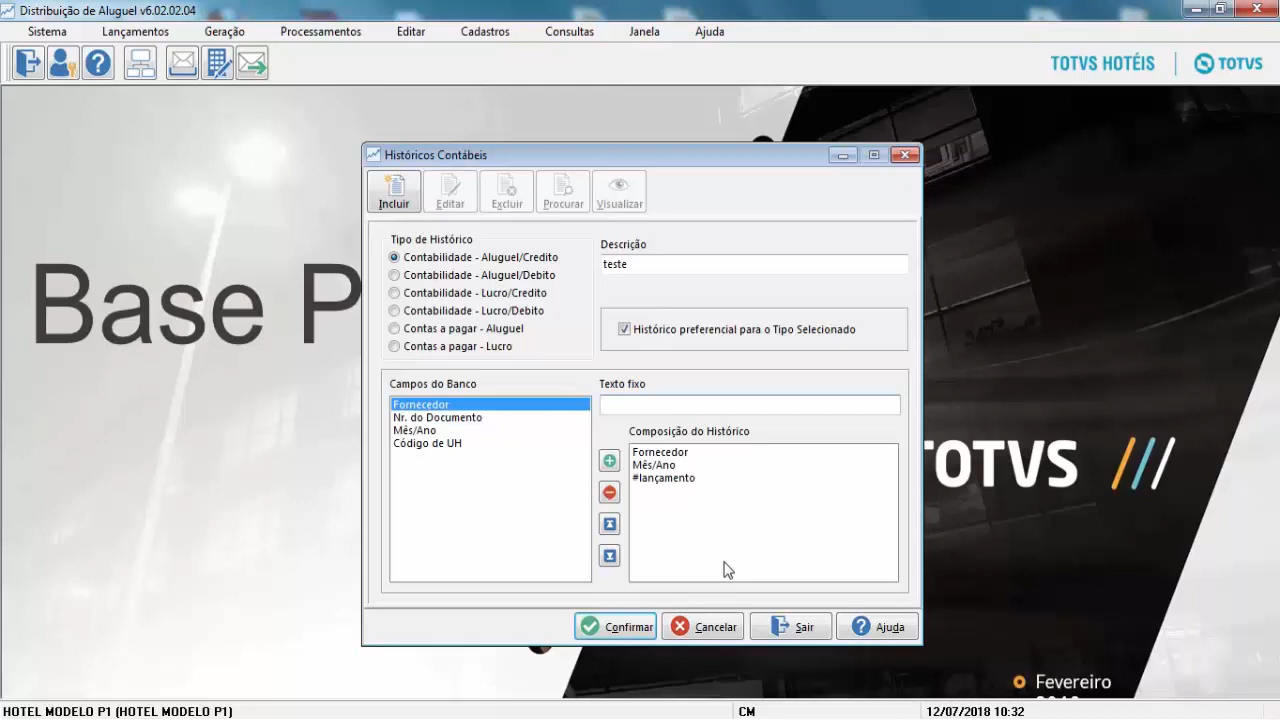 Distribuição de Aluguel v6.02.02.04
Sistema Lançamentos Geração Processamentos Editar Cadastros Consultas Janela Ajuda
TOTVS HOTÉIS TOTVS
Base P
Históricos Contábeis
Incluir Editar Excluir Procurar Visualizar
Tipo de Histórico
Contabilidade - Aluguel/Credito
Contabilidade - Aluguel/Debito
Contabilidade - Lucro/Credito
Contabilidade - Lucro/Debito
Contas a pagar - Aluguel
Contas a pagar - Lucro
Descrição
teste
Histórico preferencial para o Tipo Selecionado
Campos do Banco
Fornecedor
Nr. do Documento
Mês/Ano
Código de UH
Texto fixo
Composição do Histórico
Fornecedor
Mês/Ano
#lançamento
Confirmar Cancelar Sair Ajuda
TOTVS
Fevereiro
HOTEL MODELO P1 (HOTEL MODELO P1) CM 12/07/2018 10:32